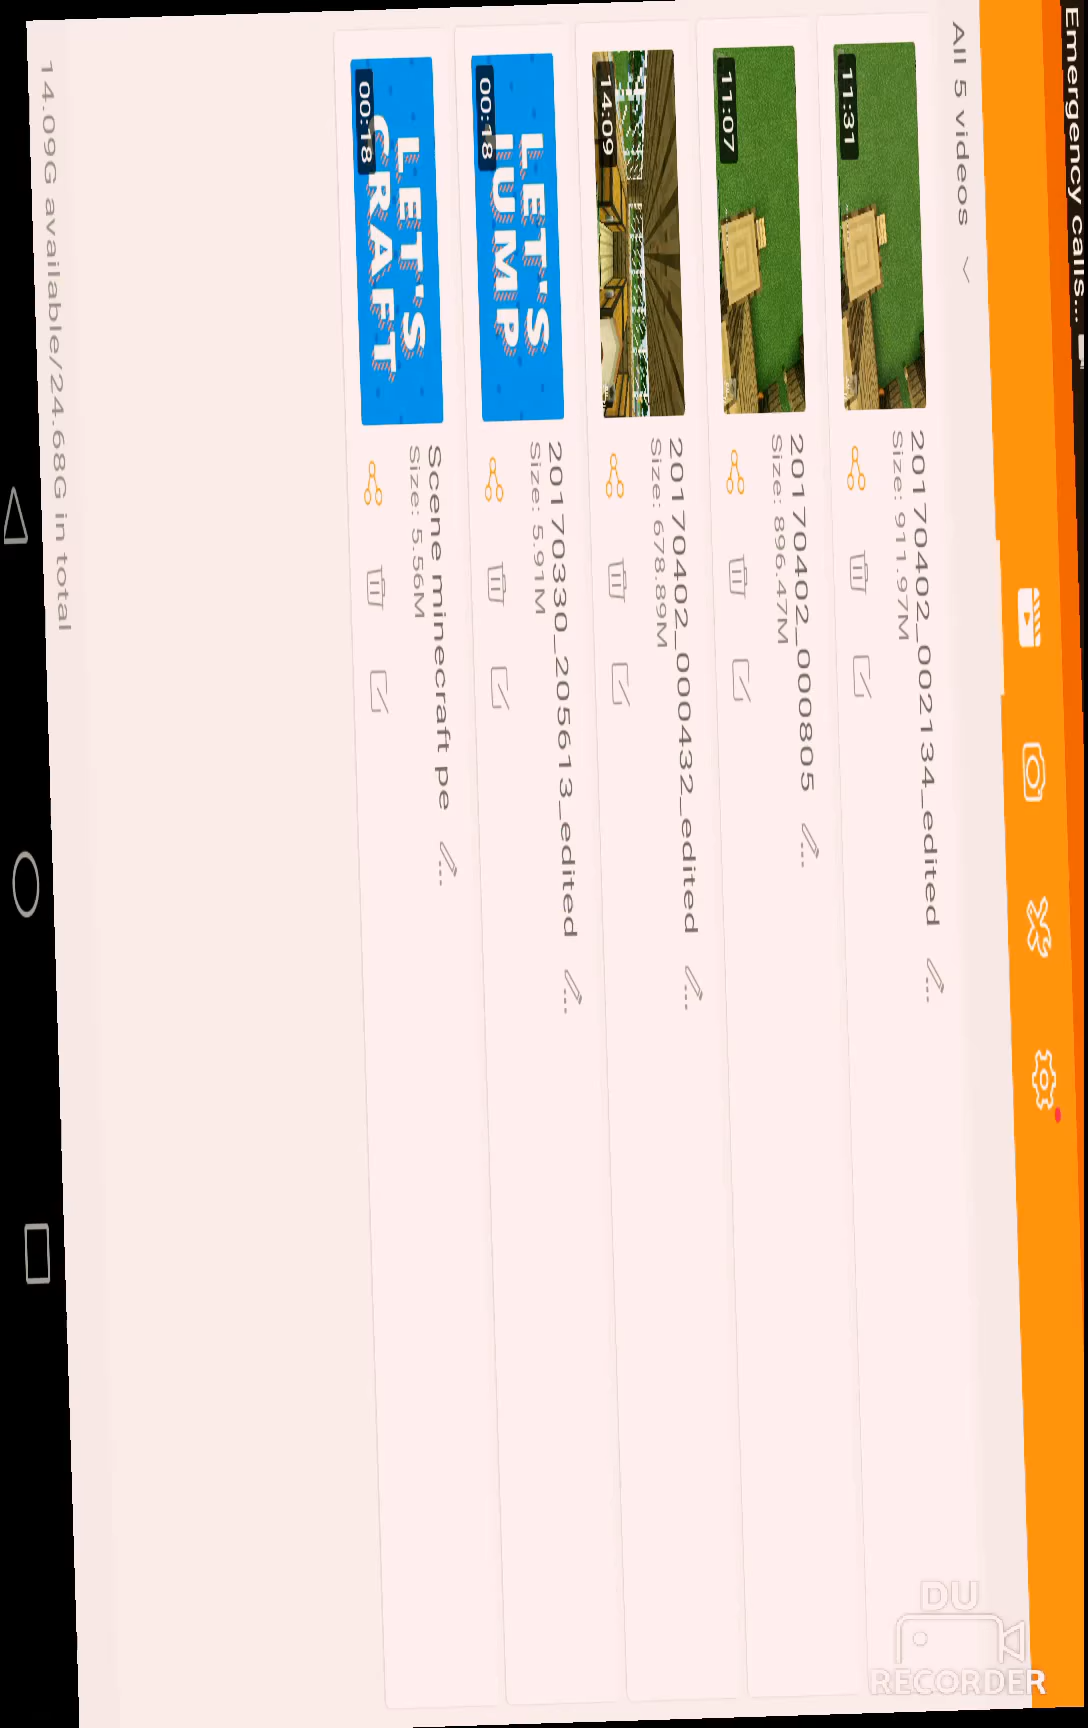 Emergency calls...
All 5 videos
11:31
20170402_002134_edited
Size: 911.97M
11:07
20170402_000805
Size: 896.47M
14:09
20170402_000432_edited
Size: 678.89M
LET'S
JUMP
00:18
20170330_205613_edited
Size: 5.91M
LET'S
CRAFT
00:18
Scene minecraft pe
Size: 5.56M
14.09G available/24.68G in total
DU
RECORDER